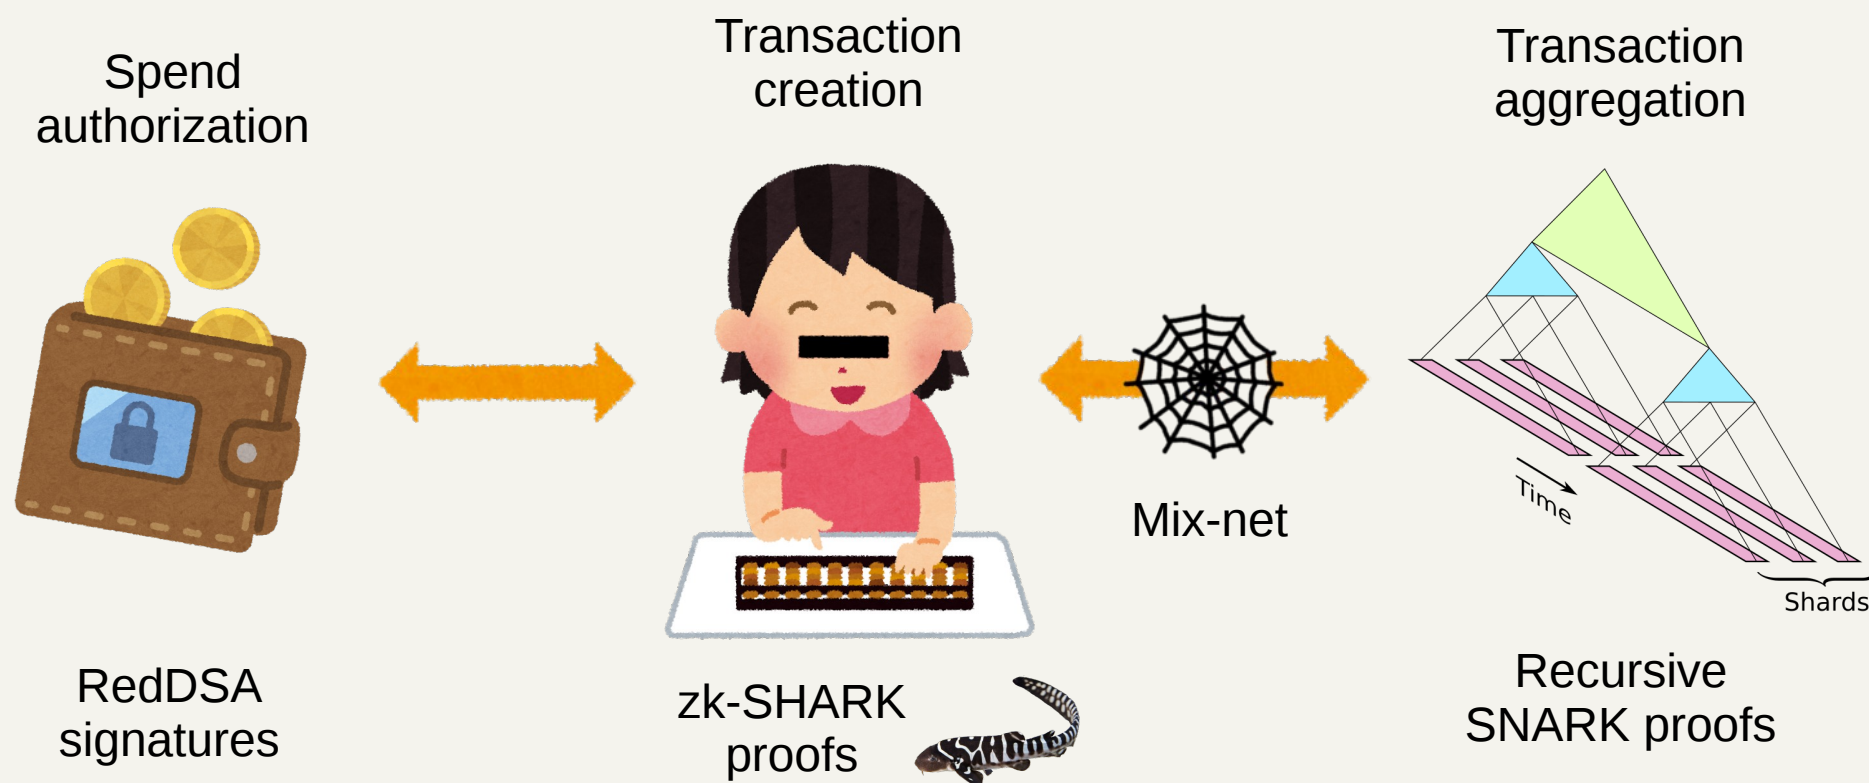 Spend
authorization
Transaction
creation
Transaction
aggregation
Mix-net
Time
Shards
RedDSA
signatures
zk-SHARK
proofs
Recursive
SNARK proofs